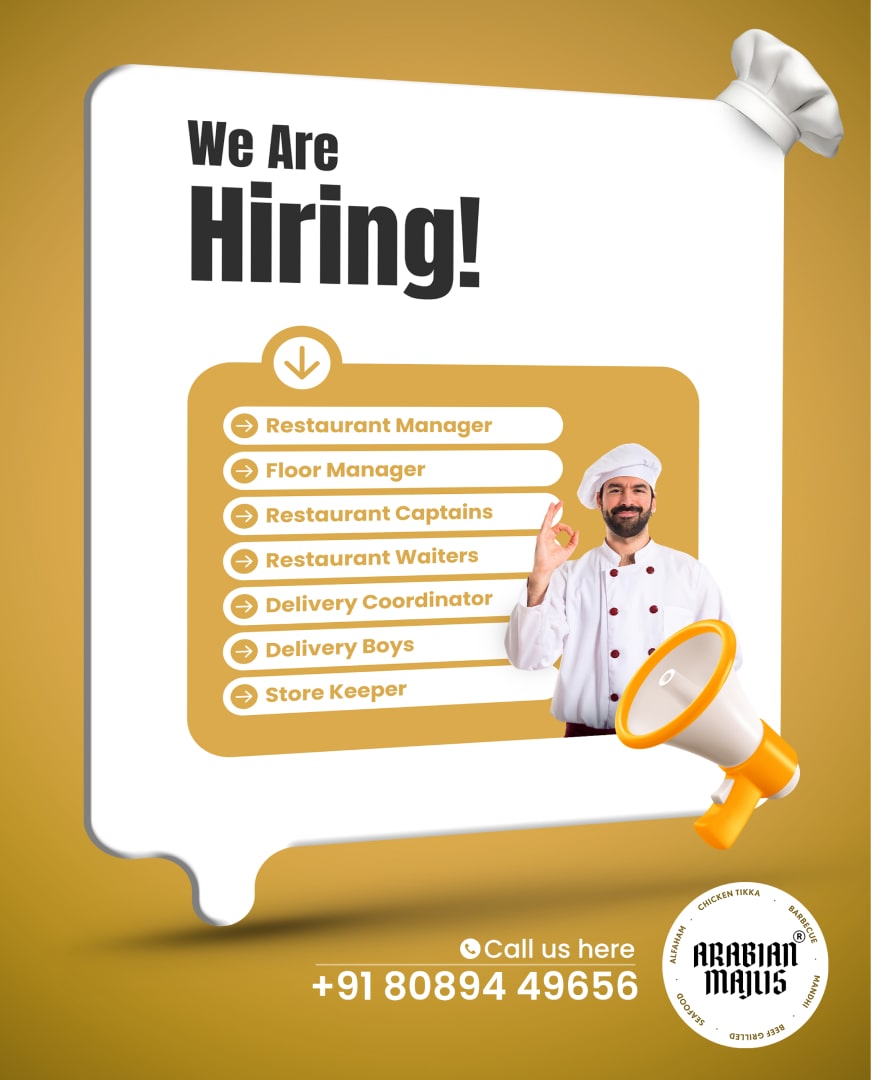 We Are
Hiring!
Restaurant Manager
Floor Manager
Restaurant Captains
Restaurant Waiters
Delivery Coordinator
Delivery Boys
Store Keeper
Call us here
+91 80894 49656
ARABIAN®
MAJLIS
CHICKEN TIKKA · BARBECUE · MANDHI · BEEF GRILLED · SEAFOOD · ALFAHAM ·